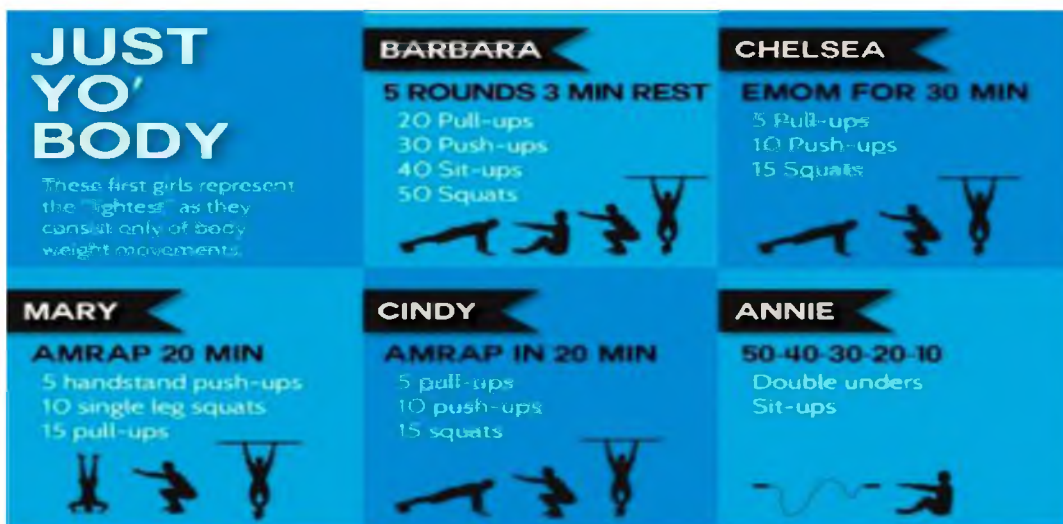 JUST
YO'
BODY
These first girls represent
the "lightest" as they
consist only of body
weight movements.
BARBARA
5 ROUNDS 3 MIN REST
20 Pull-ups
30 Push-ups
40 Sit-ups
50 Squats
CHELSEA
EMOM FOR 30 MIN
5 Pull-ups
10 Push-ups
15 Squats
MARY
AMRAP 20 MIN
5 handstand push-ups
10 single leg squats
15 pull-ups
CINDY
AMRAP IN 20 MIN
5 pull-ups
10 push-ups
15 squats
ANNIE
50-40-30-20-10
Double unders
Sit-ups